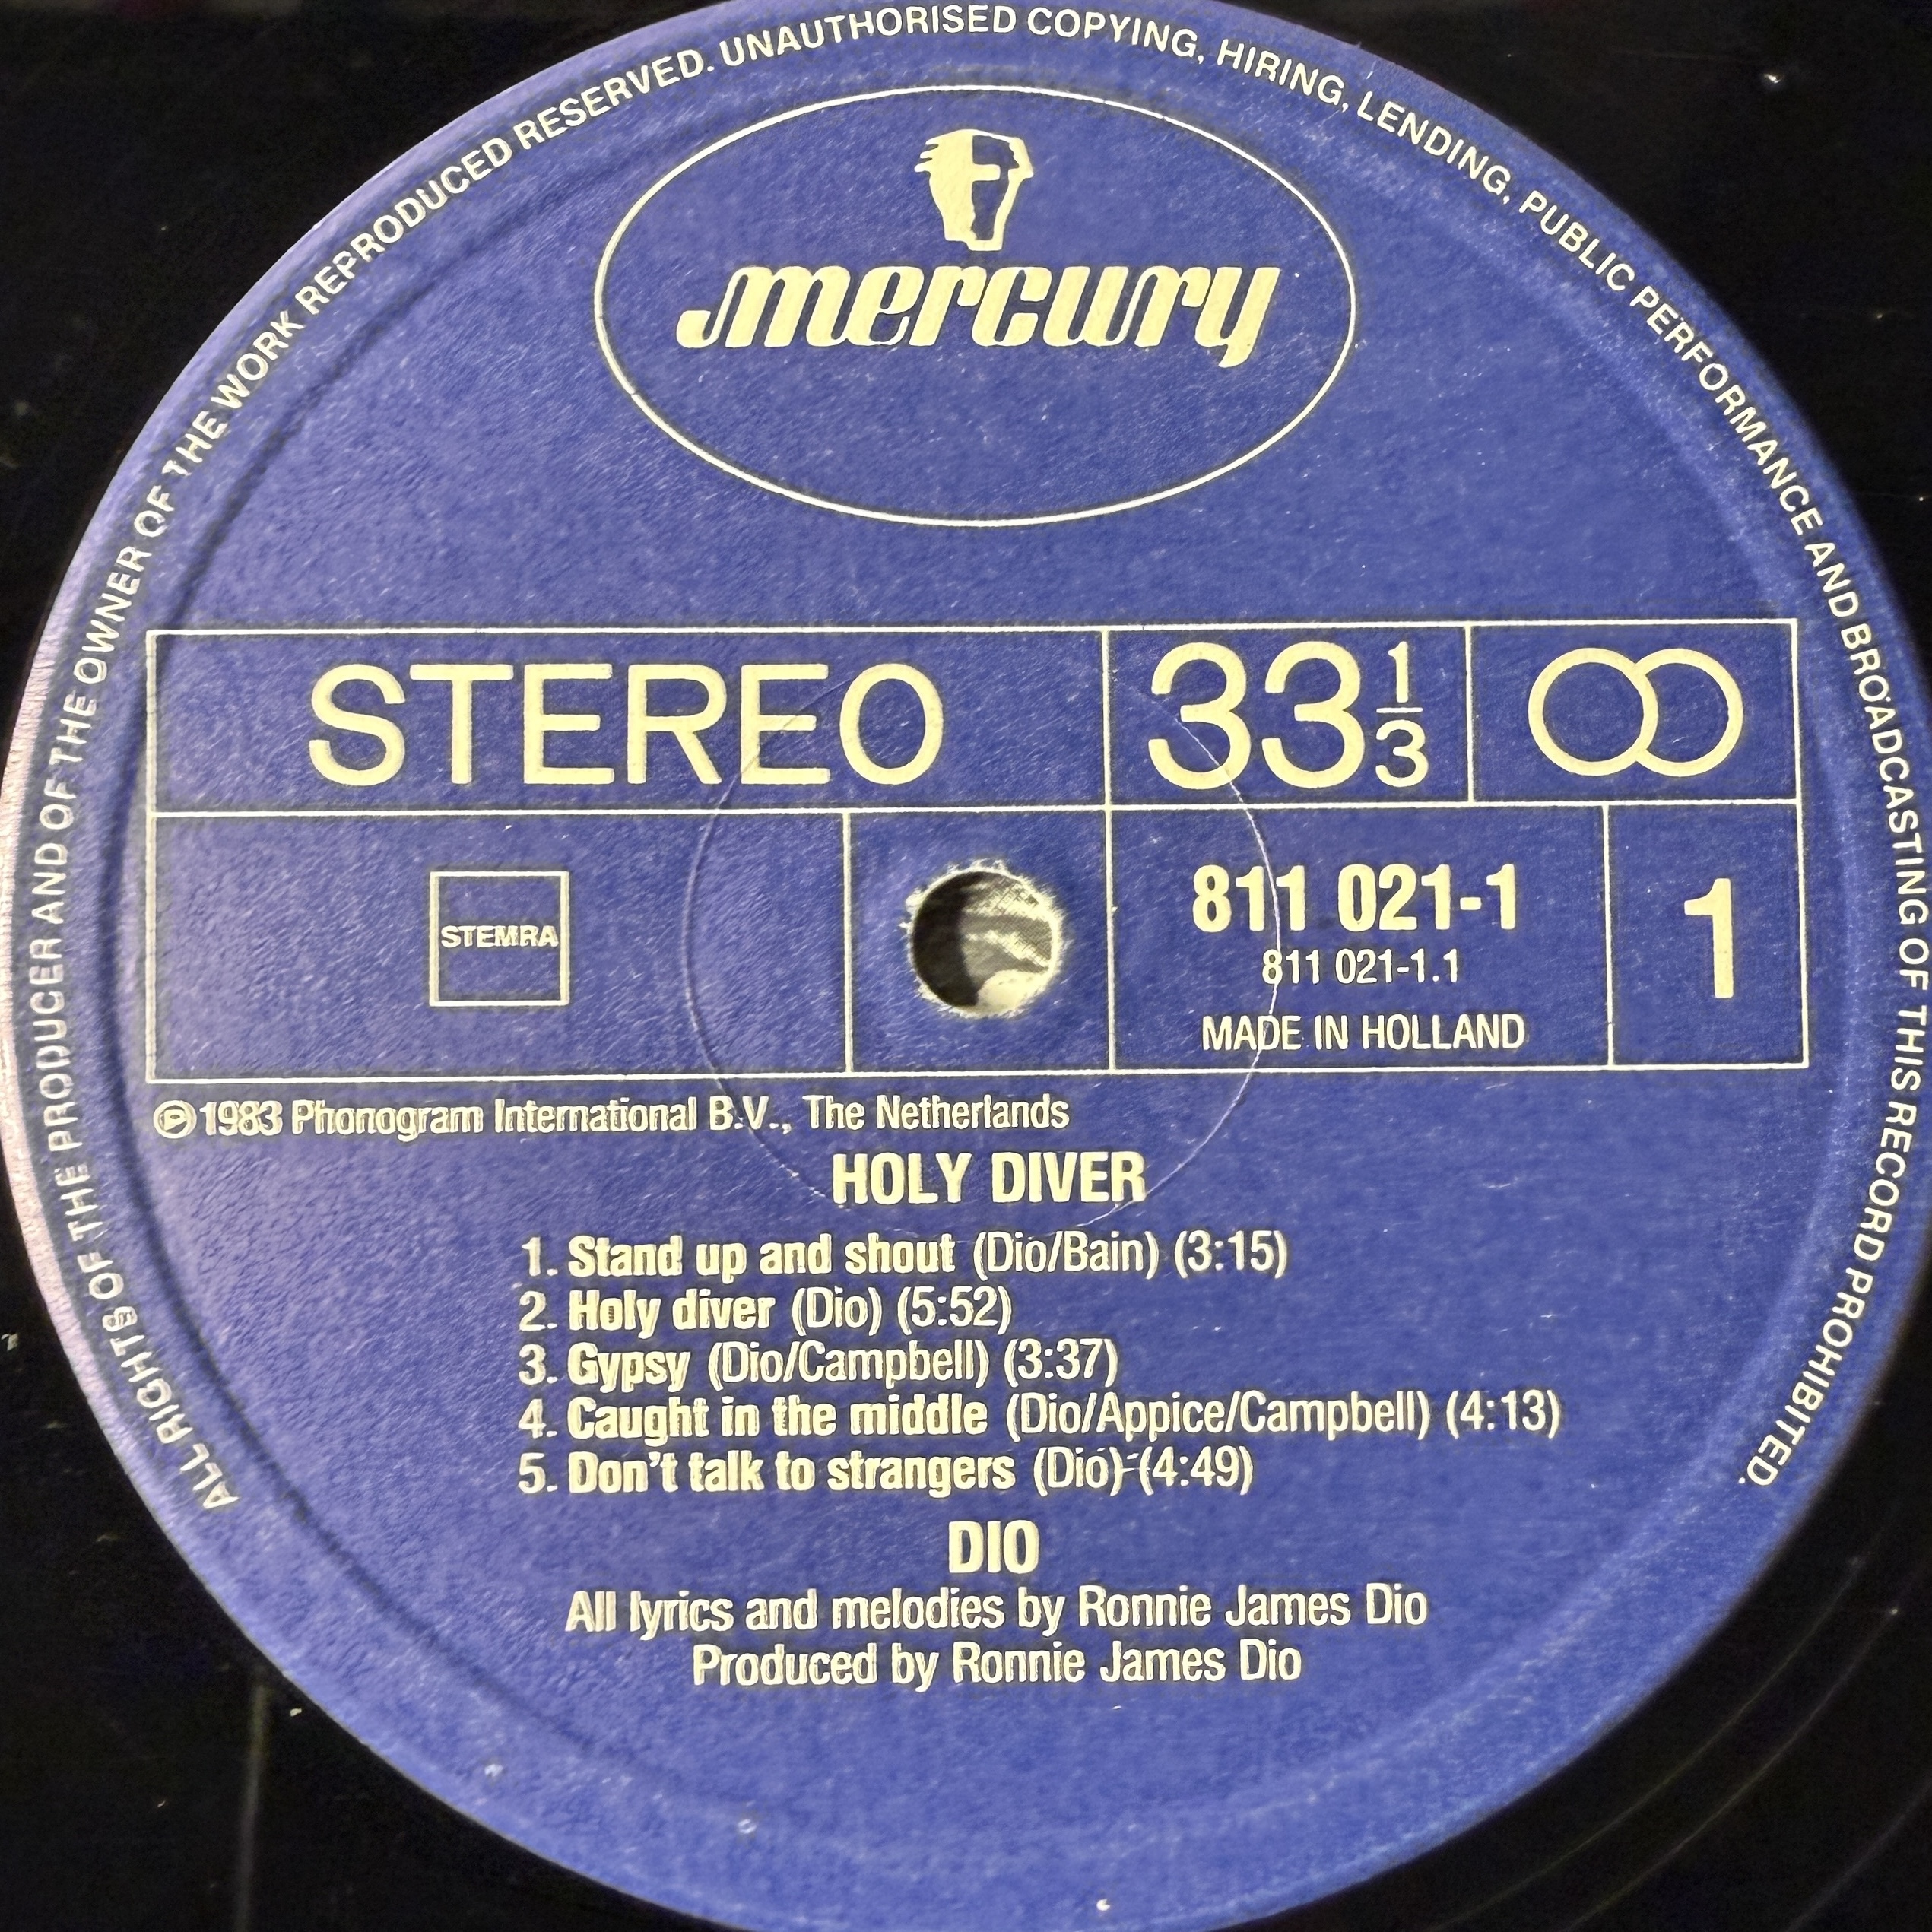 ALL RIGHTS OF THE PRODUCER AND OF THE OWNER OF THE WORK REPRODUCED RESERVED. UNAUTHORISED COPYING, HIRING, LENDING, PUBLIC PERFORMANCE AND BROADCASTING OF THIS RECORD PROHIBITED.
mercury
STEREO
33 1/3
STEMRA
811 021-1
811 021-1.1
MADE IN HOLLAND
1
Ⓟ1983 Phonogram International B.V., The Netherlands
HOLY DIVER
1. Stand up and shout (Dio/Bain) (3:15)
2. Holy diver (Dio) (5:52)
3. Gypsy (Dio/Campbell) (3:37)
4. Caught in the middle (Dio/Appice/Campbell) (4:13)
5. Don't talk to strangers (Dio) (4:49)
DIO
All lyrics and melodies by Ronnie James Dio
Produced by Ronnie James Dio